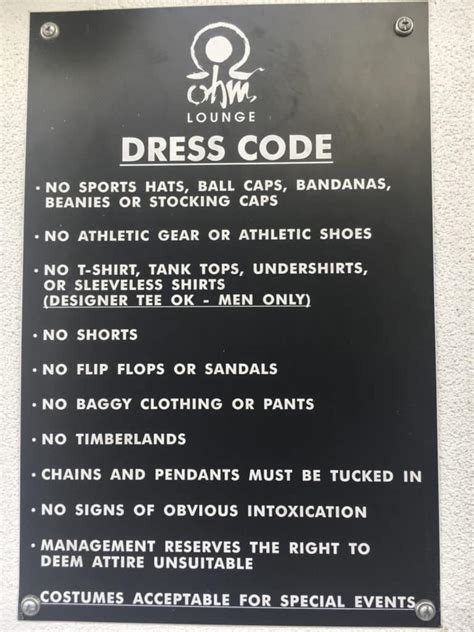 ohm
LOUNGE
DRESS CODE
• NO SPORTS HATS, BALL CAPS, BANDANAS,
BEANIES OR STOCKING CAPS
• NO ATHLETIC GEAR OR ATHLETIC SHOES
• NO T-SHIRT, TANK TOPS, UNDERSHIRTS,
OR SLEEVELESS SHIRTS
(DESIGNER TEE OK - MEN ONLY)
• NO SHORTS
• NO FLIP FLOPS OR SANDALS
• NO BAGGY CLOTHING OR PANTS
• NO TIMBERLANDS
• CHAINS AND PENDANTS MUST BE TUCKED IN
• NO SIGNS OF OBVIOUS INTOXICATION
• MANAGEMENT RESERVES THE RIGHT TO
DEEM ATTIRE UNSUITABLE
COSTUMES ACCEPTABLE FOR SPECIAL EVENTS